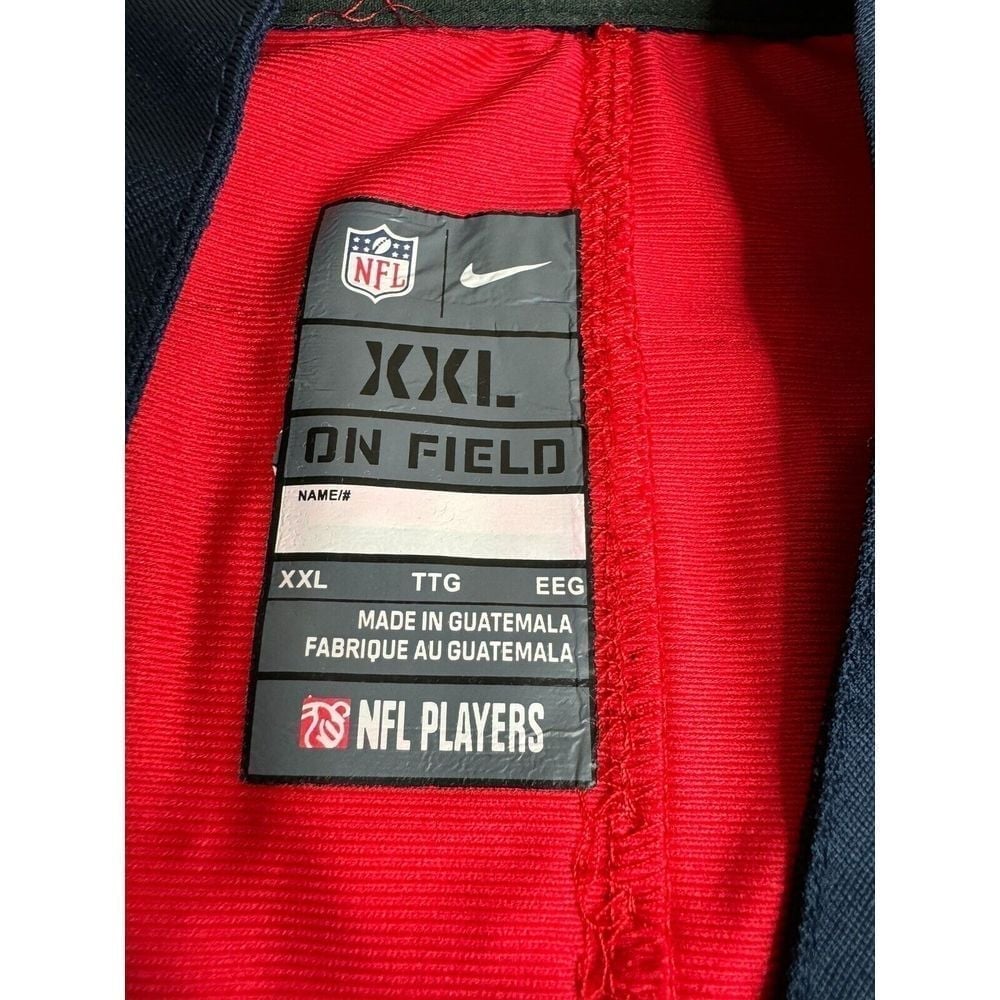 NFL
XXL
ON FIELD
NAME/#
XXL TTG EEG
MADE IN GUATEMALA
FABRIQUE AU GUATEMALA
NFL PLAYERS